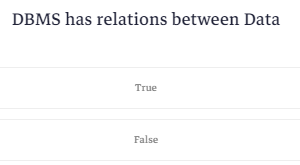 DBMS has relations between Data
True
False